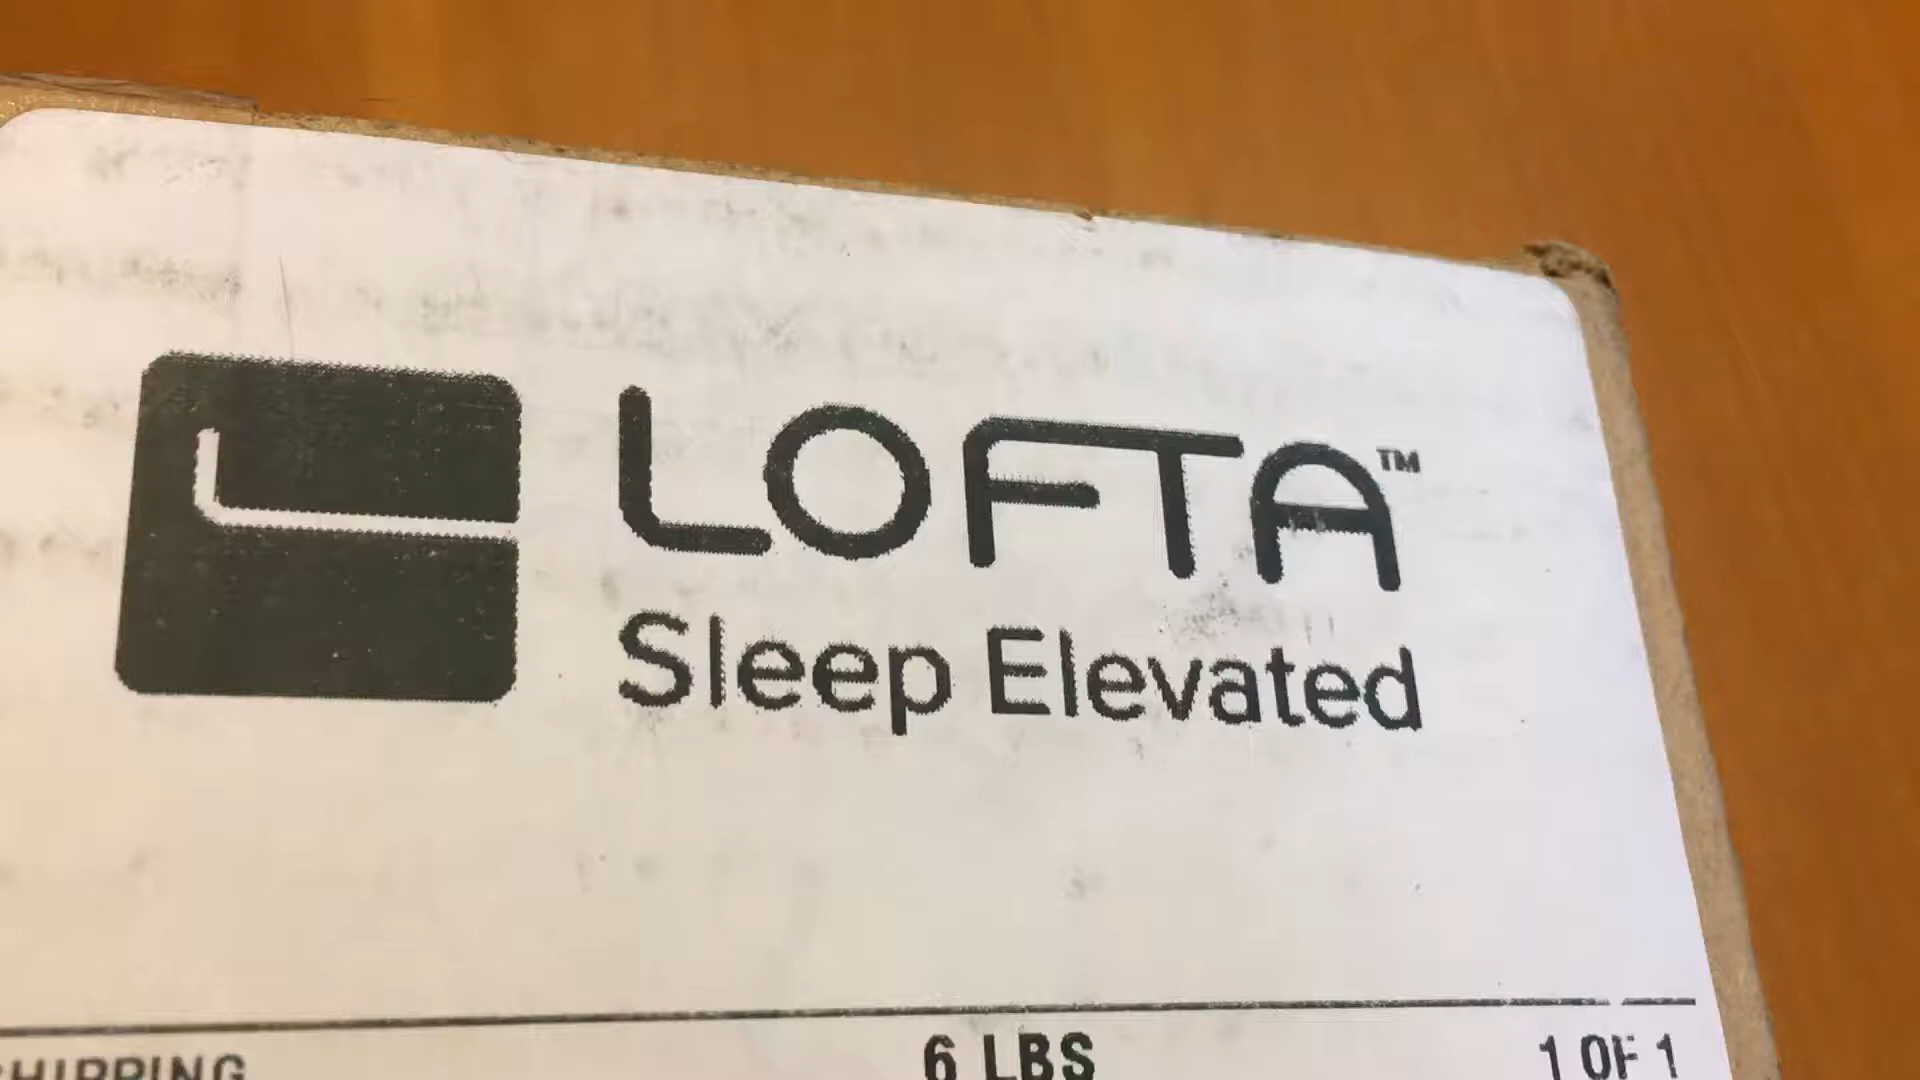 LOFTA™
Sleep Elevated
SHIPPING 6 LBS 1 OF 1